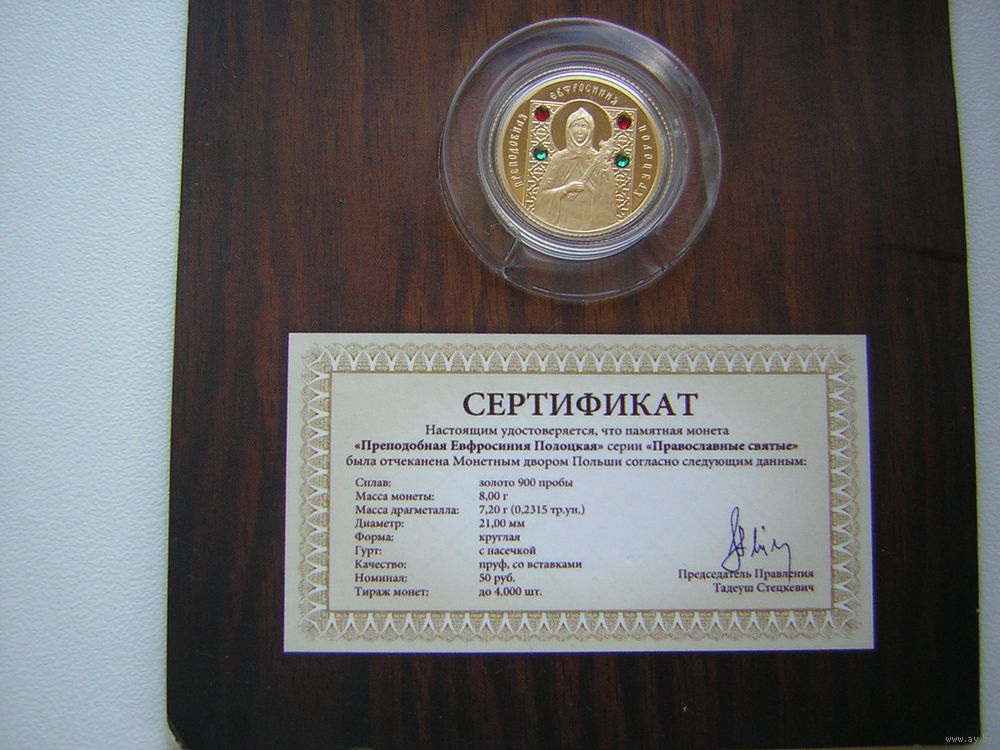 ПРЕПОДОБНАЯ ЕВФРОСИНИЯ ПОЛОЦКАЯ
СЕРТИФИКАТ
Настоящим удостоверяется, что памятная монета
«Преподобная Евфросиния Полоцкая» серии «Православные святые»
была отчеканена Монетным двором Польши согласно следующим данным:
Сплав: золото 900 пробы
Масса монеты: 8,00 г
Масса драгметалла: 7,20 г (0,2315 тр.ун.)
Диаметр: 21,00 мм
Форма: круглая
Гурт: с насечкой
Качество: пруф, со вставками
Номинал: 50 руб.
Тираж монет: до 4.000 шт.
Председатель Правления
Тадеуш Стецкевич